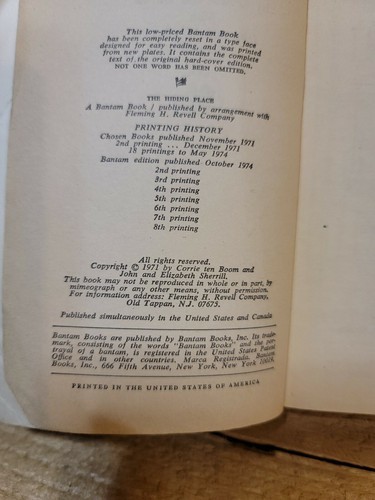 This low-priced Bantam Book
has been completely reset in a type face
designed for easy reading, and was printed
from new plates. It contains the complete
text of the original hard-cover edition.
NOT ONE WORD HAS BEEN OMITTED.
THE HIDING PLACE
A Bantam Book / published by arrangement with
Fleming H. Revell Company
PRINTING HISTORY
Chosen Books published November 1971
2nd printing ... December 1971
18 printings to May 1974
Bantam edition published October 1974
2nd printing
3rd printing
4th printing
5th printing
6th printing
7th printing
8th printing
All rights reserved.
Copyright © 1971 by Corrie ten Boom and
John and Elizabeth Sherrill.
This book may not be reproduced in whole or in part, by
mimeograph or any other means, without permission.
For information address: Fleming H. Revell Company,
Old Tappan, N.J. 07675.
Published simultaneously in the United States and Canada
Bantam Books are published by Bantam Books, Inc. Its trade-
mark, consisting of the words "Bantam Books" and the por-
trayal of a bantam, is registered in the United States Patent
Office and in other countries. Marca Registrada. Bantam
Books, Inc., 666 Fifth Avenue, New York, New York 10019.
PRINTED IN THE UNITED STATES OF AMERICA